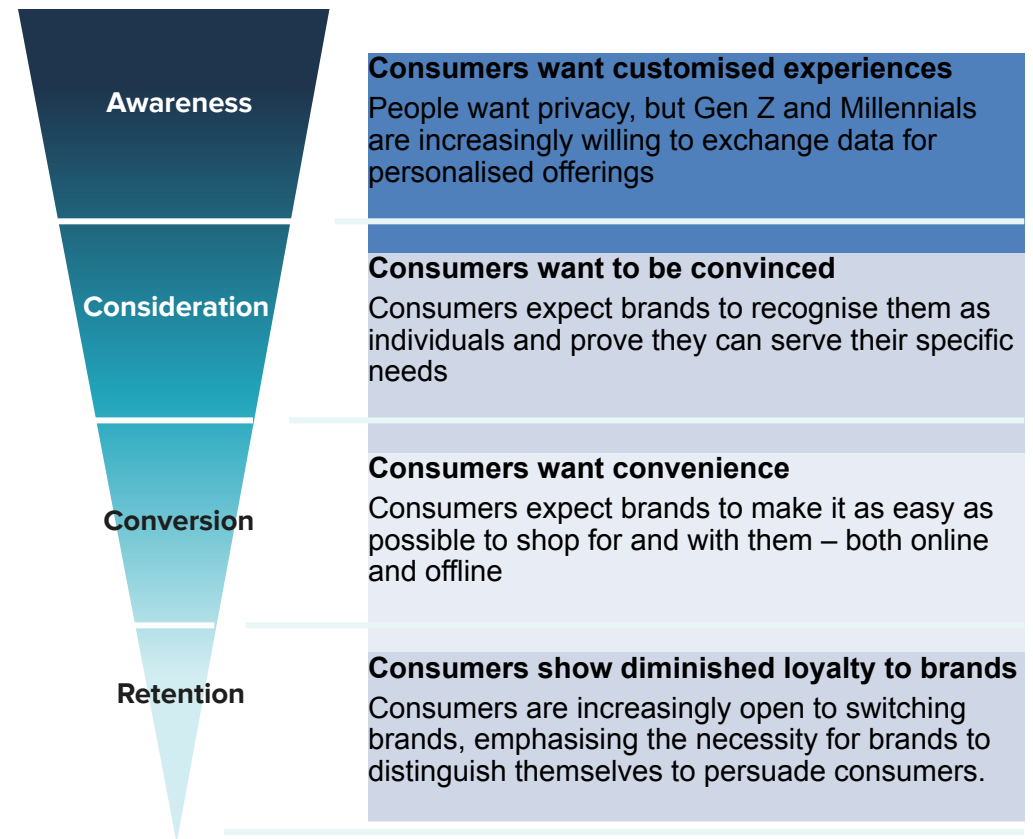 Awareness
Consumers want customised experiences
People want privacy, but Gen Z and Millennials
are increasingly willing to exchange data for
personalised offerings
Consideration
Consumers want to be convinced
Consumers expect brands to recognise them as
individuals and prove they can serve their specific
needs
Conversion
Consumers want convenience
Consumers expect brands to make it as easy as
possible to shop for and with them – both online
and offline
Retention
Consumers show diminished loyalty to brands
Consumers are increasingly open to switching
brands, emphasising the necessity for brands to
distinguish themselves to persuade consumers.